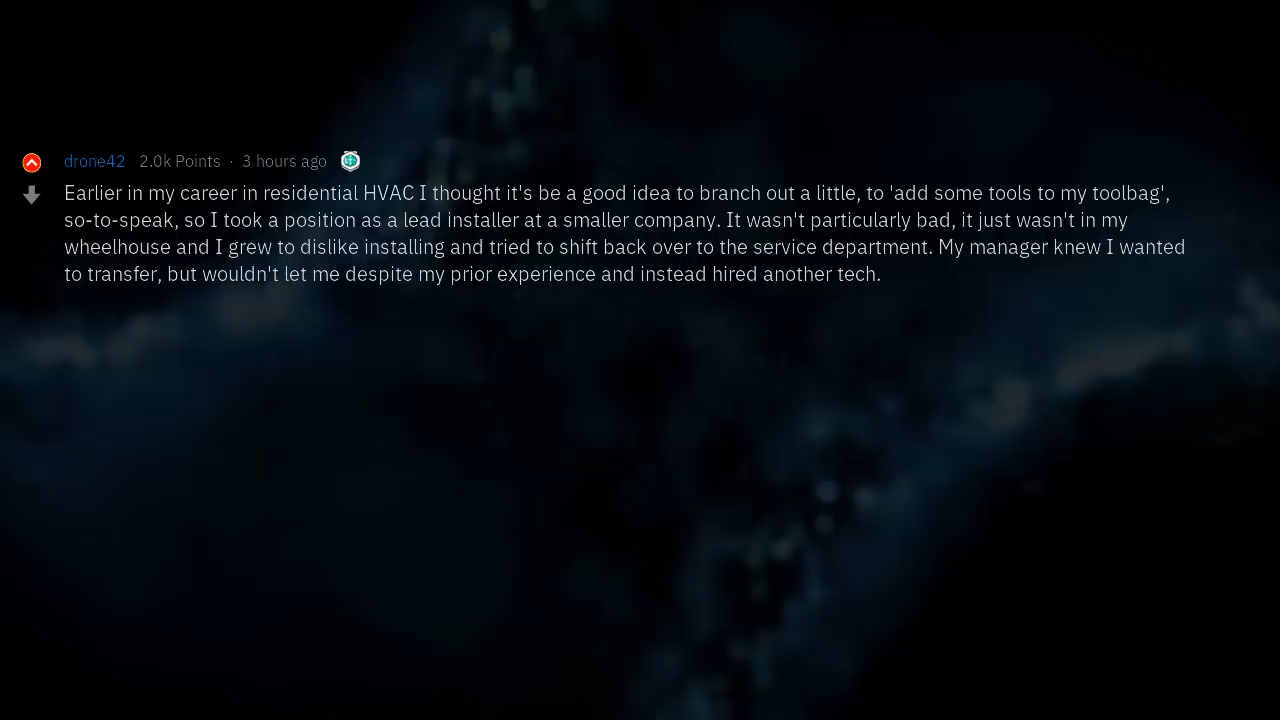 drone42 2.0k Points · 3 hours ago
Earlier in my career in residential HVAC I thought it's be a good idea to branch out a little, to 'add some tools to my toolbag',
so-to-speak, so I took a position as a lead installer at a smaller company. It wasn't particularly bad, it just wasn't in my
wheelhouse and I grew to dislike installing and tried to shift back over to the service department. My manager knew I wanted
to transfer, but wouldn't let me despite my prior experience and instead hired another tech.